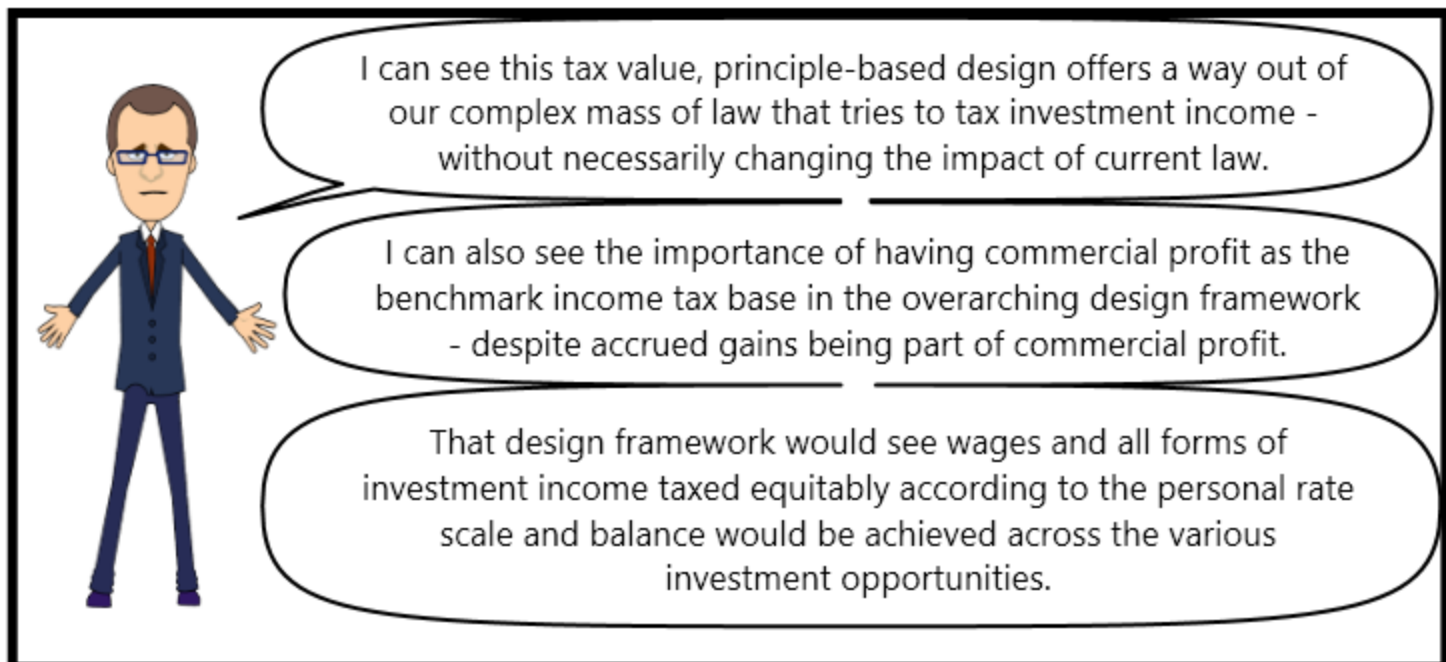 I can see this tax value, principle-based design offers a way out of
our complex mass of law that tries to tax investment income -
without necessarily changing the impact of current law.
I can also see the importance of having commercial profit as the
benchmark income tax base in the overarching design framework
- despite accrued gains being part of commercial profit.
That design framework would see wages and all forms of
investment income taxed equitably according to the personal rate
scale and balance would be achieved across the various
investment opportunities.